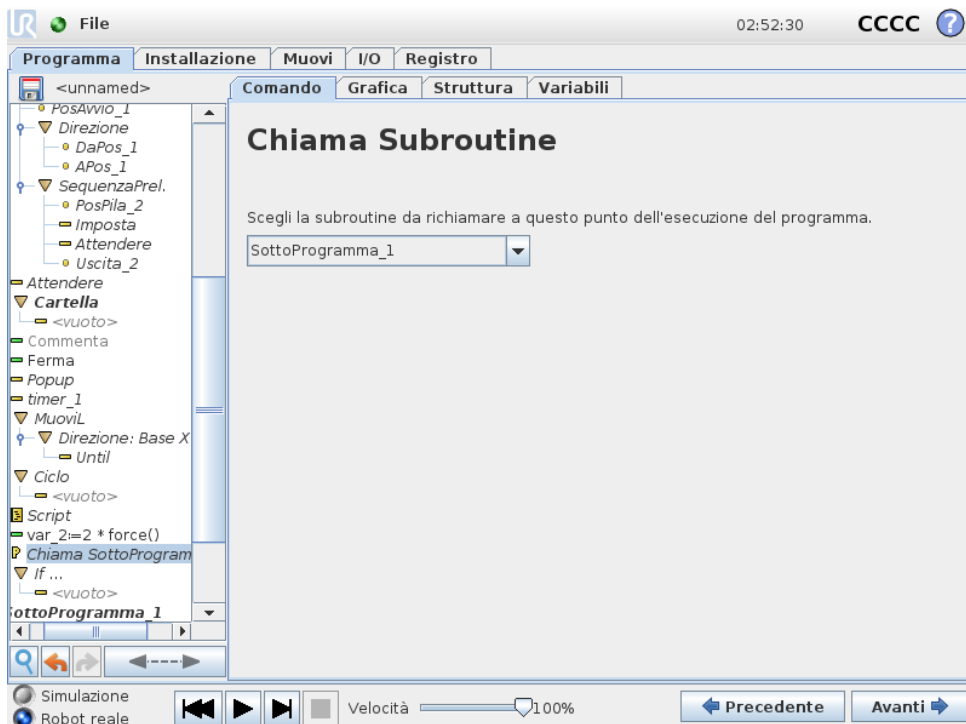 UR File 02:52:30 CCCC ?
Programma Installazione Muovi I/O Registro
<unnamed> Comando Grafica Struttura Variabili
PosAvvio_1
Direzione
DaPos_1
APos_1
SequenzaPrel.
PosPila_2
Imposta
Attendere
Uscita_2
Attendere
Cartella
<vuoto>
Commenta
Ferma
Popup
timer_1
MuoviL
Direzione: Base X
Until
Ciclo
<vuoto>
Script
var_2:=2 * force()
Chiama SottoProgram
If ...
<vuoto>
SottoProgramma_1
Chiama Subroutine
Scegli la subroutine da richiamare a questo punto dell'esecuzione del programma.
SottoProgramma_1
Simulazione
Robot reale
Velocità 100%
Precedente Avanti